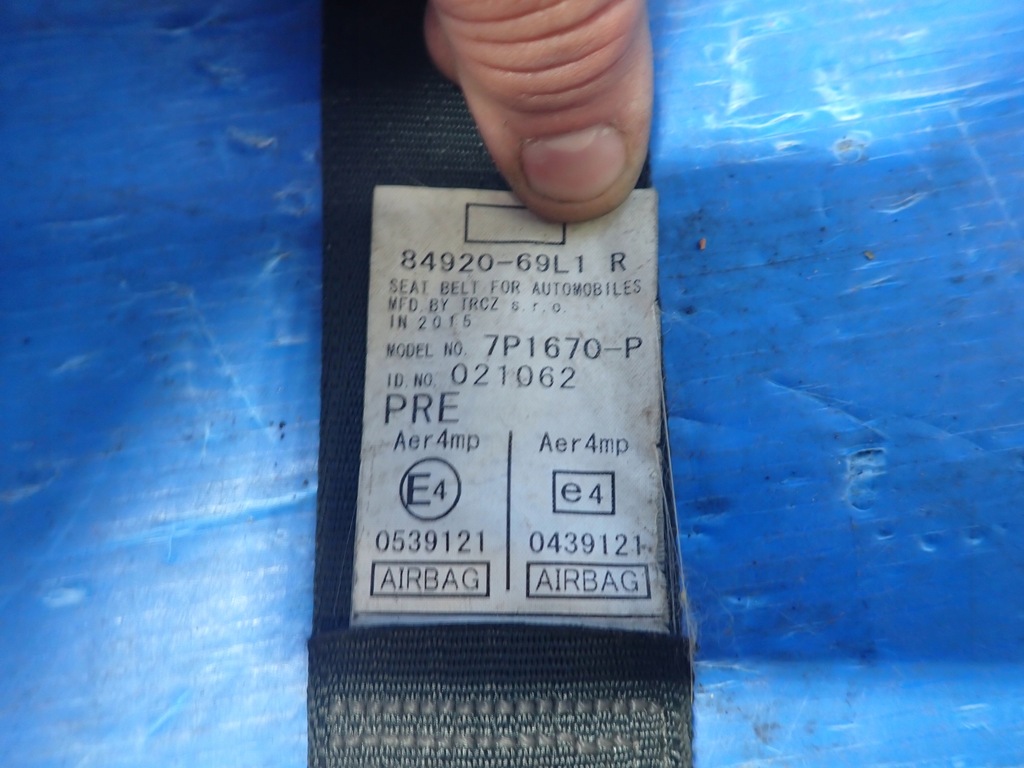 84920-69L1 R
SEAT BELT FOR AUTOMOBILES
MFD.BY TRCZ s.r.o.
IN 2015
MODEL NO. 7P1670-P
ID.NO. 021062
PRE
Aer4mp Aer4mp
E4 e4
0539121 0439121
AIRBAG AIRBAG